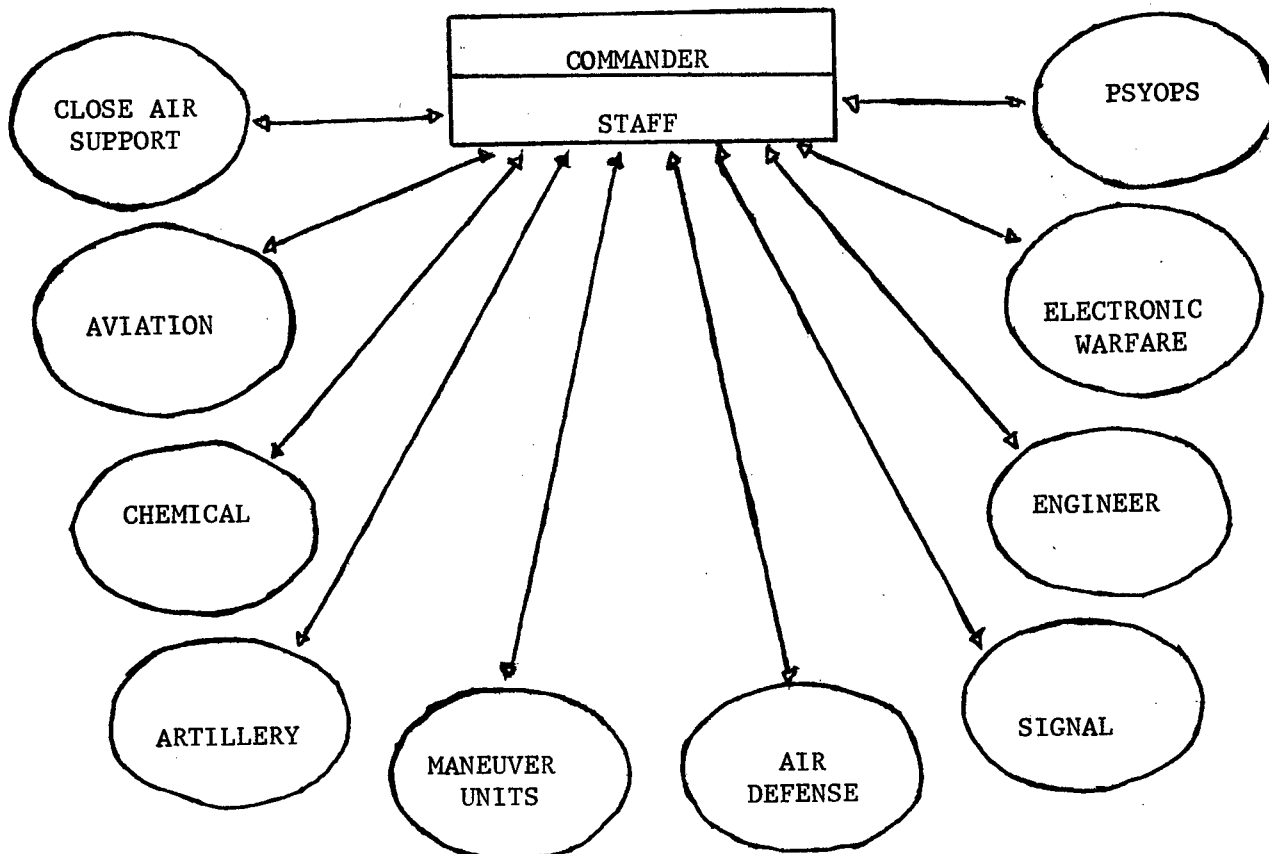 COMMANDER
STAFF
CLOSE AIR
SUPPORT
PSYOPS
AVIATION
ELECTRONIC
WARFARE
CHEMICAL
ENGINEER
ARTILLERY
MANEUVER
UNITS
AIR
DEFENSE
SIGNAL